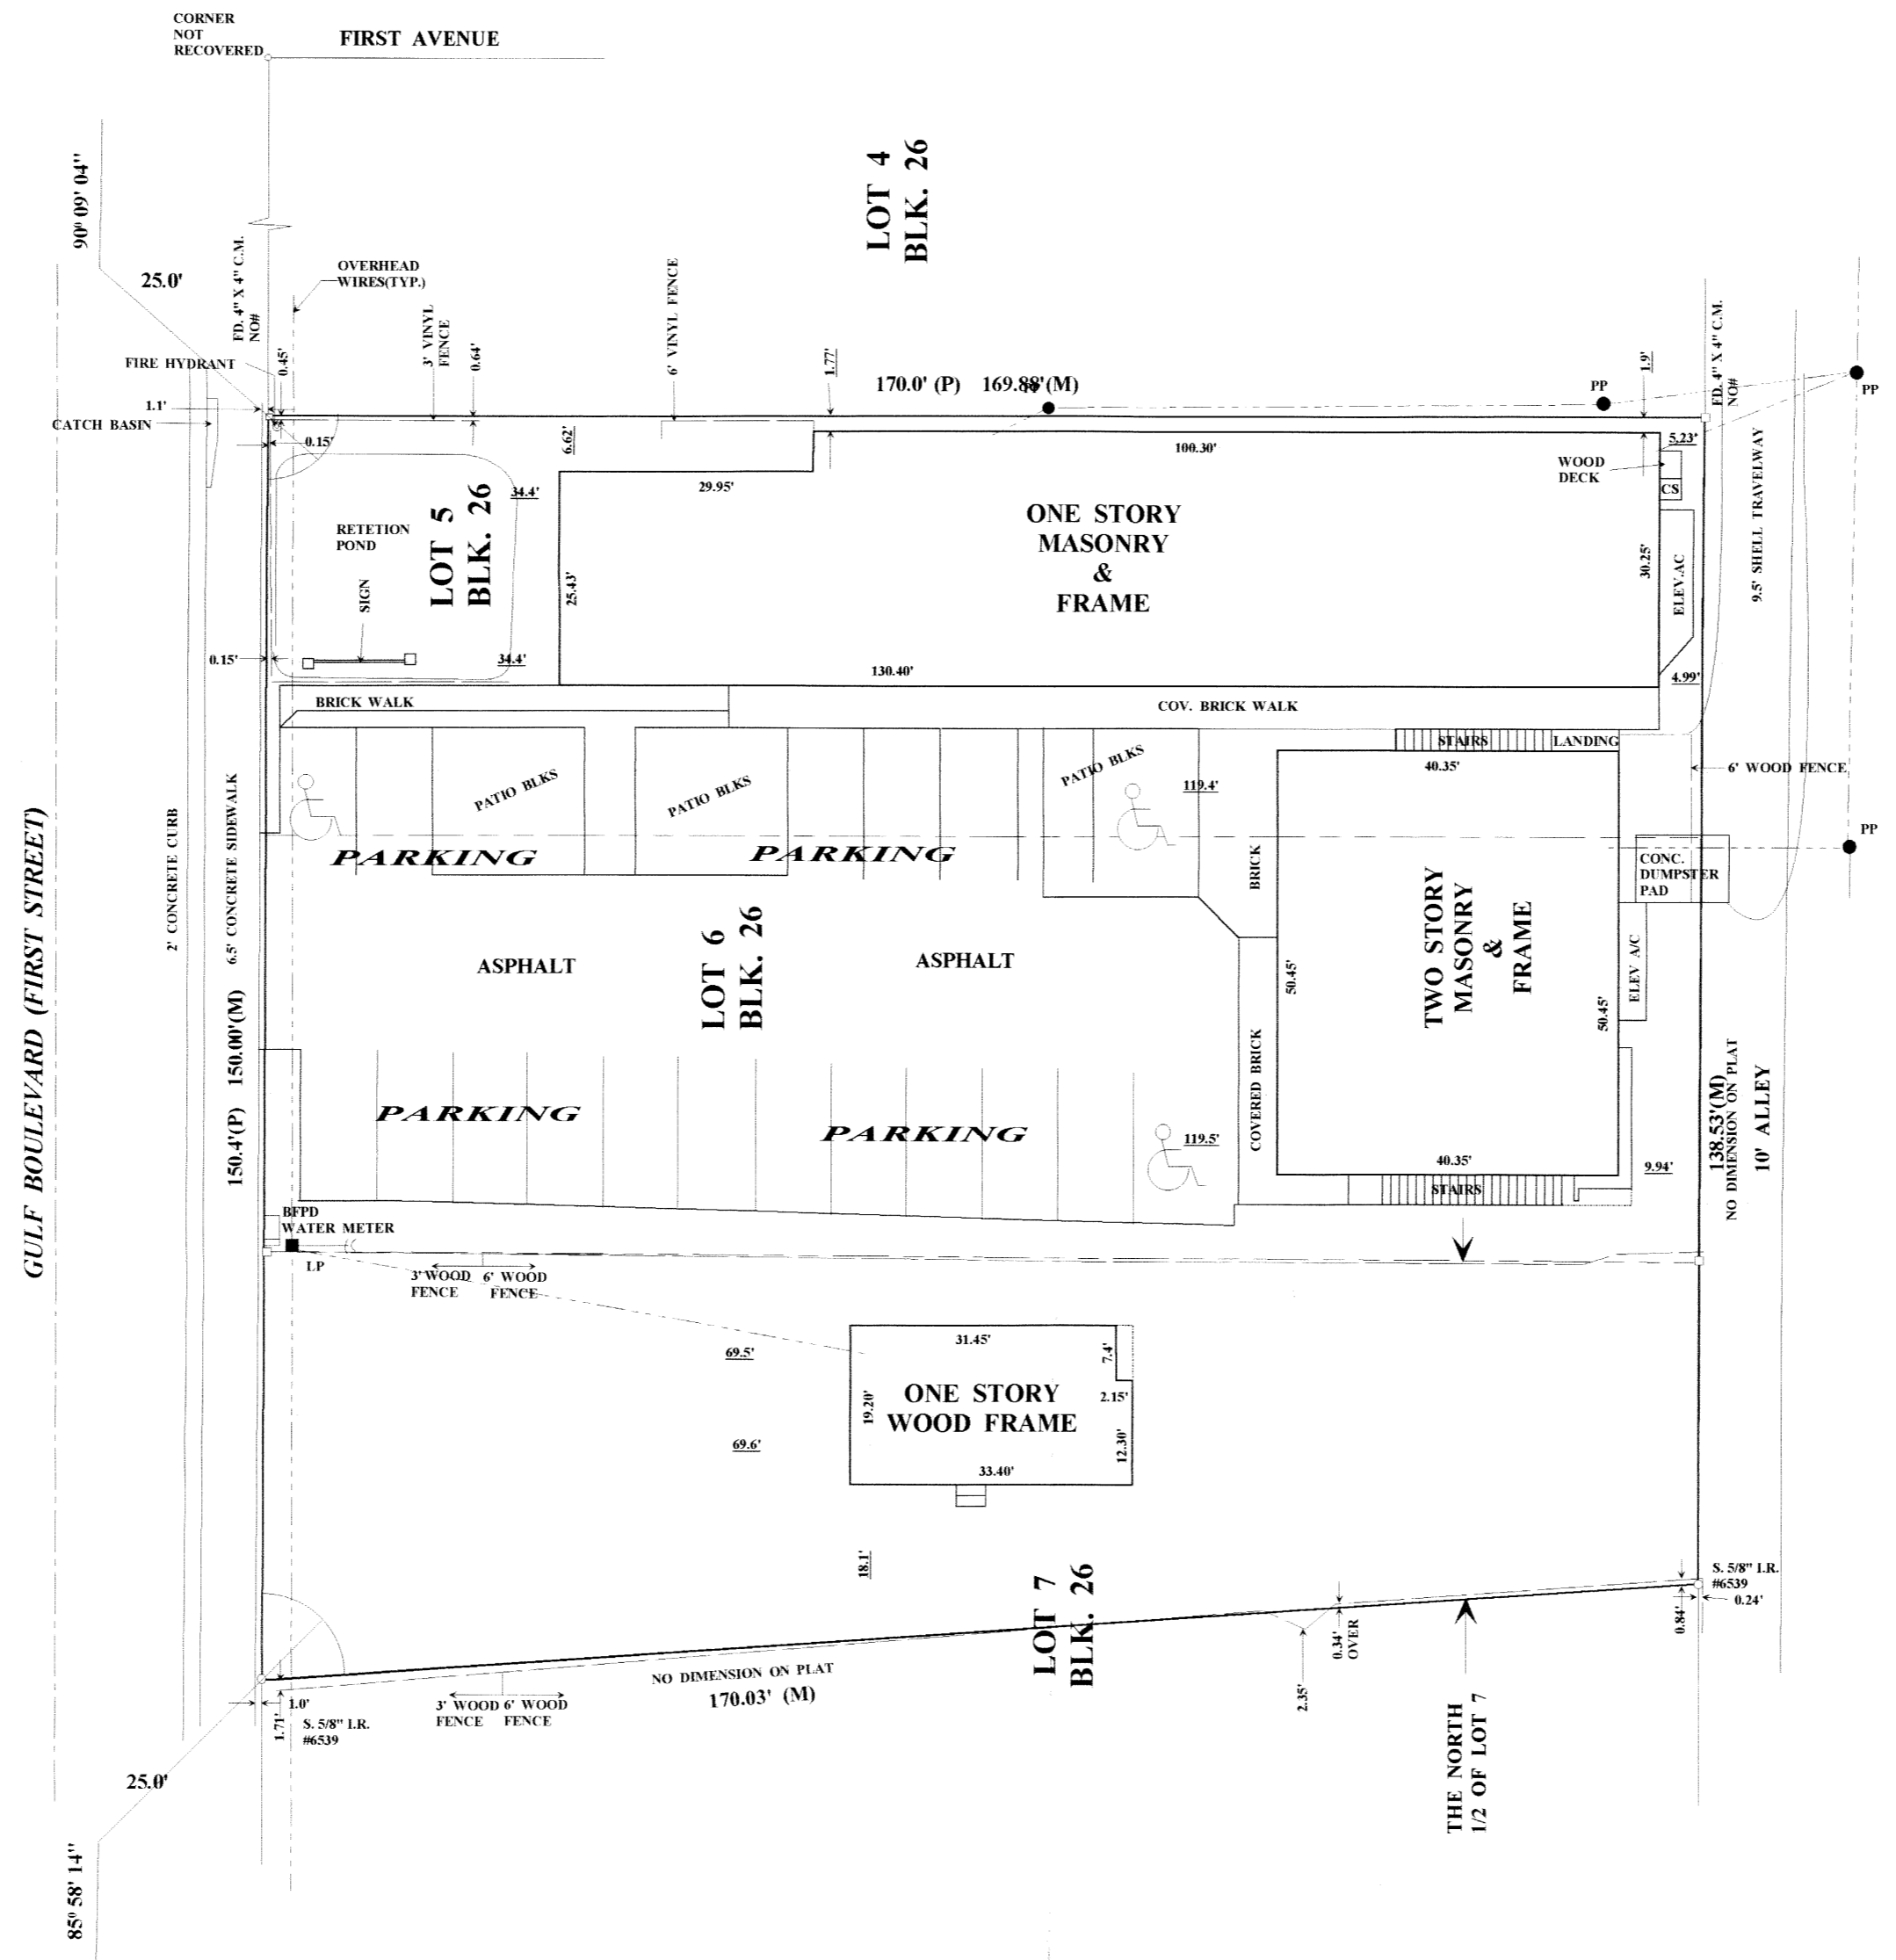 CORNER
NOT
RECOVERED
FIRST AVENUE
90º 09' 04"
25.0'
FD. 4" X 4" C.M.
NO#
OVERHEAD
WIRES(TYP.)
LOT 4
BLK. 26
FIRE HYDRANT
0.45'
3' VINYL
FENCE
0.64'
6' VINYL FENCE
1.77'
170.0' (P) 169.88'(M)
PP
1.9'
FD. 4" X 4" C.M.
NO#
PP
1.1'
CATCH BASIN
0.15'
6.62'
100.30'
5.23'
WOOD
DECK
CS
9.5' SHELL TRAVELWAY
29.95'
34.4'
RETETION
POND
LOT 5
BLK. 26
SIGN
25.43'
ONE STORY
MASONRY
&
FRAME
30.25'
ELEV.AC
0.15'
34.4'
130.40'
4.99'
BRICK WALK
COV. BRICK WALK
STAIRS
LANDING
40.35'
6' WOOD FENCE
PATIO BLKS
PATIO BLKS
PATIO BLKS
119.4'
PARKING
PARKING
PP
CONC.
DUMPSTER
PAD
GULF BOULEVARD (FIRST STREET)
2' CONCRETE CURB
6.5' CONCRETE SIDEWALK
150.4'(P) 150.00'(M)
LOT 6
BLK. 26
ASPHALT
ASPHALT
BRICK
COVERED BRICK
50.45'
TWO STORY
MASONRY
&
FRAME
50.45'
ELEV A/C
138.53'(M)
NO DIMENSION ON PLAT
10' ALLEY
PARKING
PARKING
119.5'
40.35'
STAIRS
9.94'
BFPD
WATER METER
LP
3' WOOD
FENCE
6' WOOD
FENCE
31.45'
7.4'
2.15'
19.20'
ONE STORY
WOOD FRAME
12.30'
33.40'
69.5'
69.6'
18.1'
LOT 7
BLK. 26
S. 5/8" I.R.
#6539
0.24'
0.84'
0.34'
OVER
2.35'
NO DIMENSION ON PLAT
170.03' (M)
3' WOOD
FENCE
6' WOOD
FENCE
1.0'
1.71'
S. 5/8" I.R.
#6539
THE NORTH
1/2 OF LOT 7
25.0'
85º 58' 14"